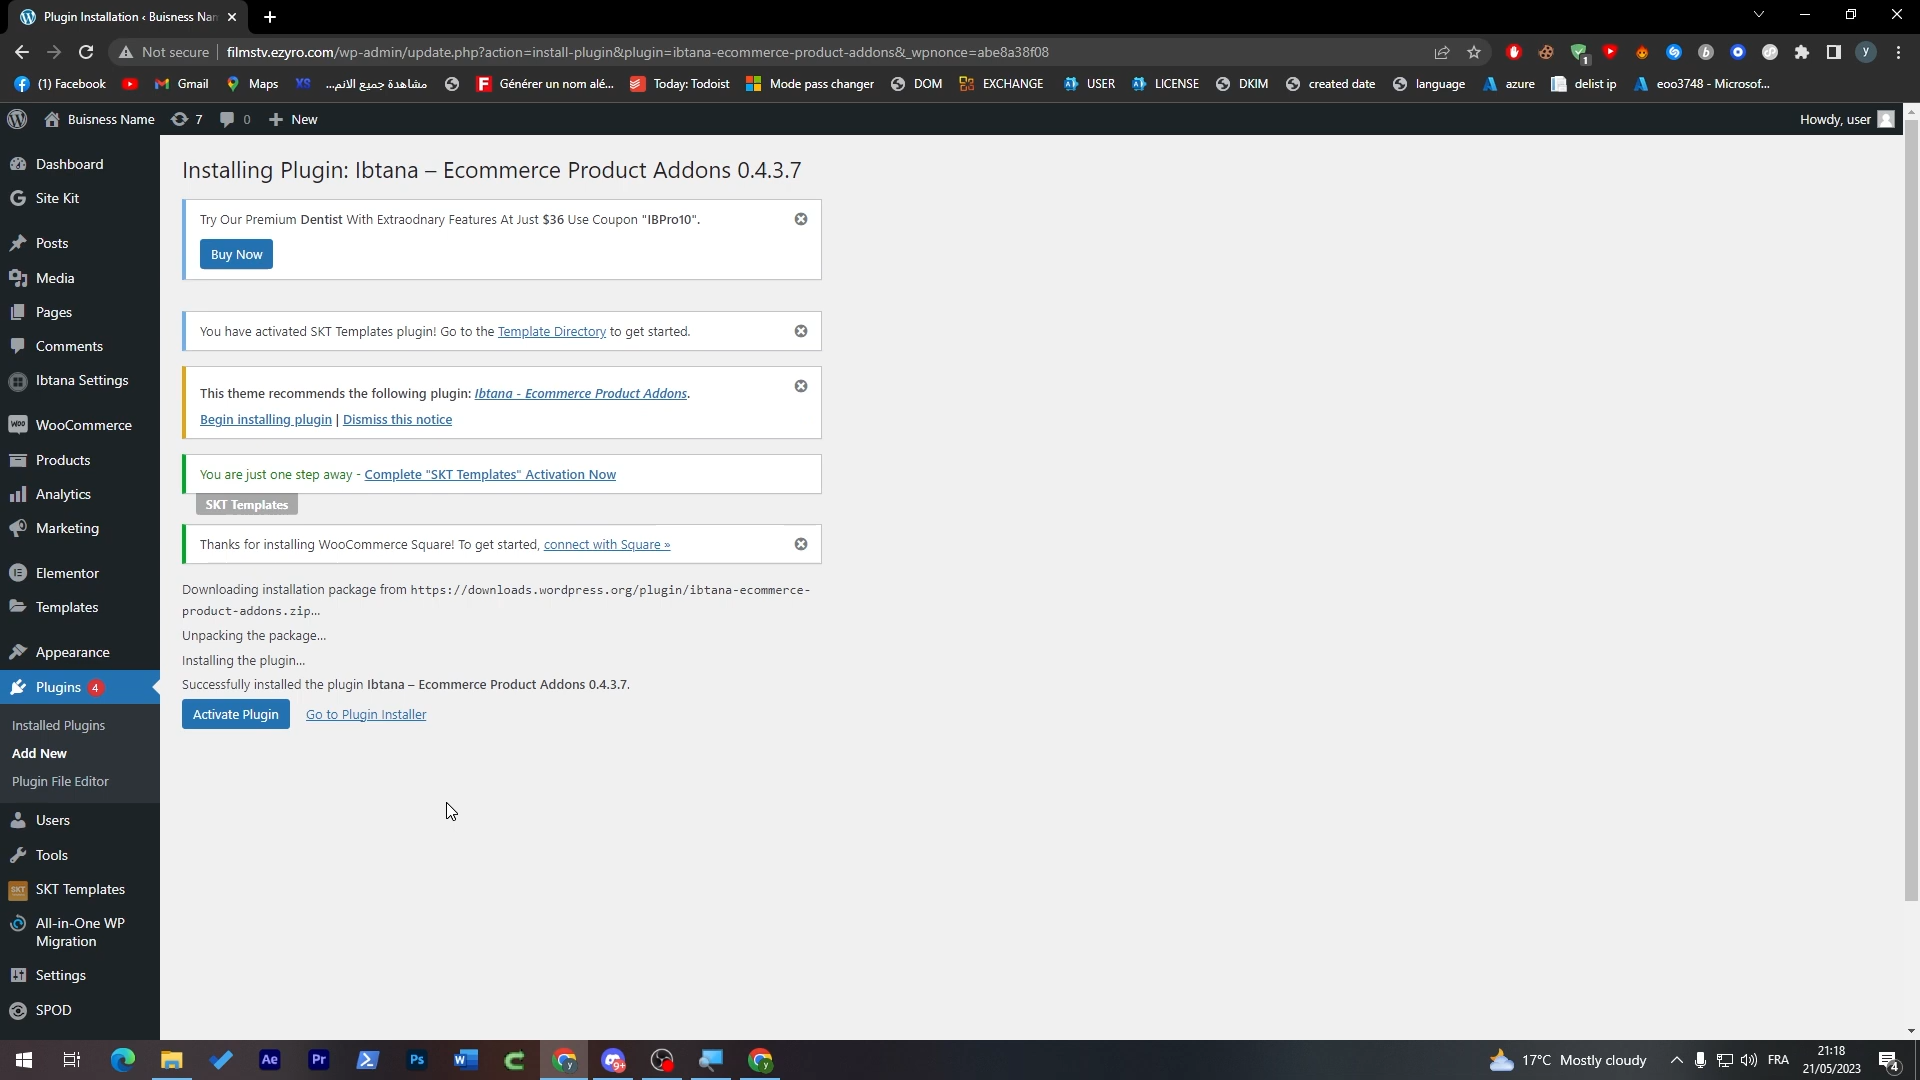 Plugin Installation ‹ Buisness Nar
Not secure
filmstv.ezyro.com/wp-admin/update.php?action=install-plugin&plugin=ibtana-ecommerce-product-addons&_wpnonce=abe8a38f08
1
y
(1) Facebook
Gmail
Maps
XS
مشاهدة جميع الانم...
Générer un nom alé...
Today: Todoist
Mode pass changer
DOM
EXCHANGE
USER
LICENSE
DKIM
created date
language
azure
delist ip
eoo3748 - Microsof...
Buisness Name
7
0
New
Howdy, user
Dashboard
Site Kit
Posts
Media
Pages
Comments
Ibtana Settings
WooCommerce
Products
Analytics
Marketing
Elementor
Templates
Appearance
Plugins 4
Installed Plugins
Add New
Plugin File Editor
Users
Tools
SKT Templates
All-in-One WP
Migration
Settings
SPOD
Installing Plugin: Ibtana – Ecommerce Product Addons 0.4.3.7
Try Our Premium Dentist With Extraodnary Features At Just $36 Use Coupon "IBPro10".
Buy Now
You have activated SKT Templates plugin! Go to the Template Directory to get started.
This theme recommends the following plugin: Ibtana - Ecommerce Product Addons.
Begin installing plugin | Dismiss this notice
You are just one step away - Complete "SKT Templates" Activation Now
SKT Templates
Thanks for installing WooCommerce Square! To get started, connect with Square »
Downloading installation package from https://downloads.wordpress.org/plugin/ibtana-ecommerce-
product-addons.zip…
Unpacking the package…
Installing the plugin…
Successfully installed the plugin Ibtana – Ecommerce Product Addons 0.4.3.7.
Activate Plugin
Go to Plugin Installer
Ae
Pr
Ps
W
9+
17°C Mostly cloudy
FRA
21:18
21/05/2023
4